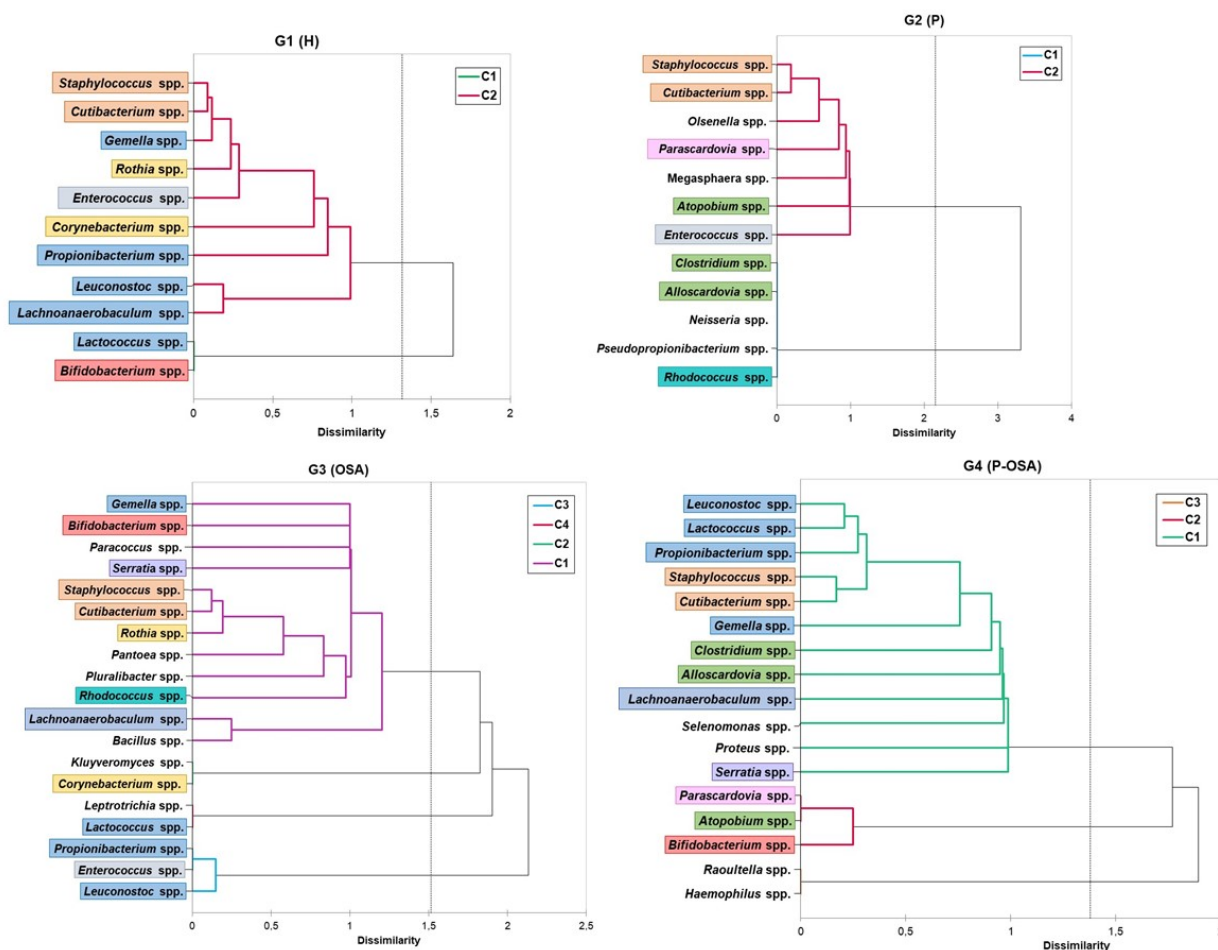 G1 (H)
Staphylococcus spp.
Cutibacterium spp.
Gemella spp.
Rothia spp.
Enterococcus spp.
Corynebacterium spp.
Propionibacterium spp.
Leuconostoc spp.
Lachnoanaerobaculum spp.
Lactococcus spp.
Bifidobacterium spp.
C1
C2
0 0,5 1 1,5 2
Dissimilarity
G2 (P)
Staphylococcus spp.
Cutibacterium spp.
Olsenella spp.
Parascardovia spp.
Megasphaera spp.
Atopobium spp.
Enterococcus spp.
Clostridium spp.
Alloscardovia spp.
Neisseria spp.
Pseudopropionibacterium spp.
Rhodococcus spp.
C1
C2
0 1 2 3 4
Dissimilarity
G3 (OSA)
Gemella spp.
Bifidobacterium spp.
Paracoccus spp.
Serratia spp.
Staphylococcus spp.
Cutibacterium spp.
Rothia spp.
Pantoea spp.
Pluralibacter spp.
Rhodococcus spp.
Lachnoanaerobaculum spp.
Bacillus spp.
Kluyveromyces spp.
Corynebacterium spp.
Leptrotrichia spp.
Lactococcus spp.
Propionibacterium spp.
Enterococcus spp.
Leuconostoc spp.
C3
C4
C2
C1
0 0,5 1 1,5 2 2,5
Dissimilarity
G4 (P-OSA)
Leuconostoc spp.
Lactococcus spp.
Propionibacterium spp.
Staphylococcus spp.
Cutibacterium spp.
Gemella spp.
Clostridium spp.
Alloscardovia spp.
Lachnoanaerobaculum spp.
Selenomonas spp.
Proteus spp.
Serratia spp.
Parascardovia spp.
Atopobium spp.
Bifidobacterium spp.
Raoultella spp.
Haemophilus spp.
C3
C2
C1
0 0,5 1 1,5
Dissimilarity